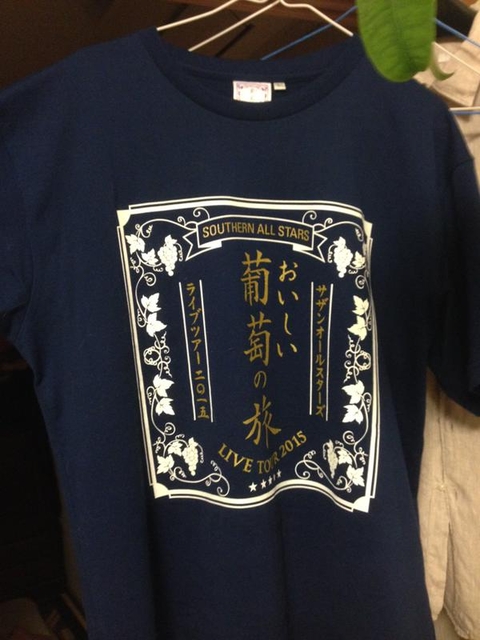 SOUTHERN ALL STARS
サザンオールスターズ
おいしい
葡萄の旅
ライブツアー二〇一五
LIVE TOUR 2015